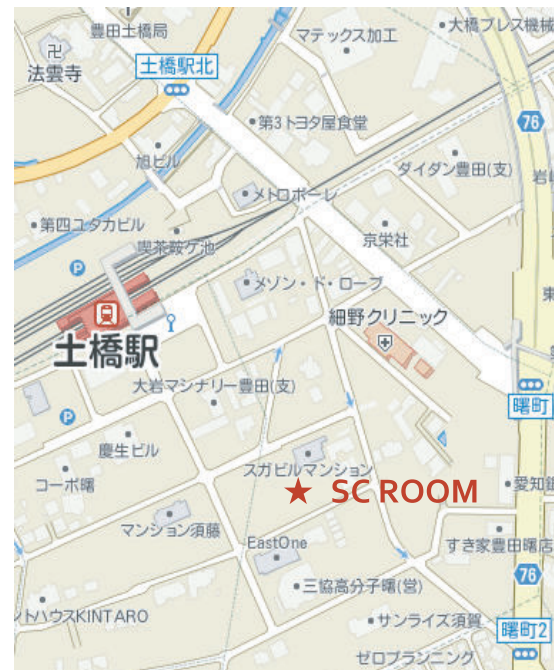 豊田土橋局
マテックス加工
大橋プレス機械
卍
法雲寺
土橋駅北
76
第3トヨタ屋食堂
旭ビル
ダイダン豊田(支)
岩
メトロポーレ
第四ユタカビル
京栄社
喫茶鞍ケ池
東
P
メゾン・ド・ローブ
細野クリニック
土橋駅
大岩マシナリー豊田(支)
曙町
P
慶生ビル
スガビルマンション
コーポ曙
★ SC ROOM
愛知銀
マンション須藤
EastOne
すき家豊田曙店
76
三協高分子曙(営)
ントハウスKINTARO
サンライズ須賀
曙町2
ゼロプランニング